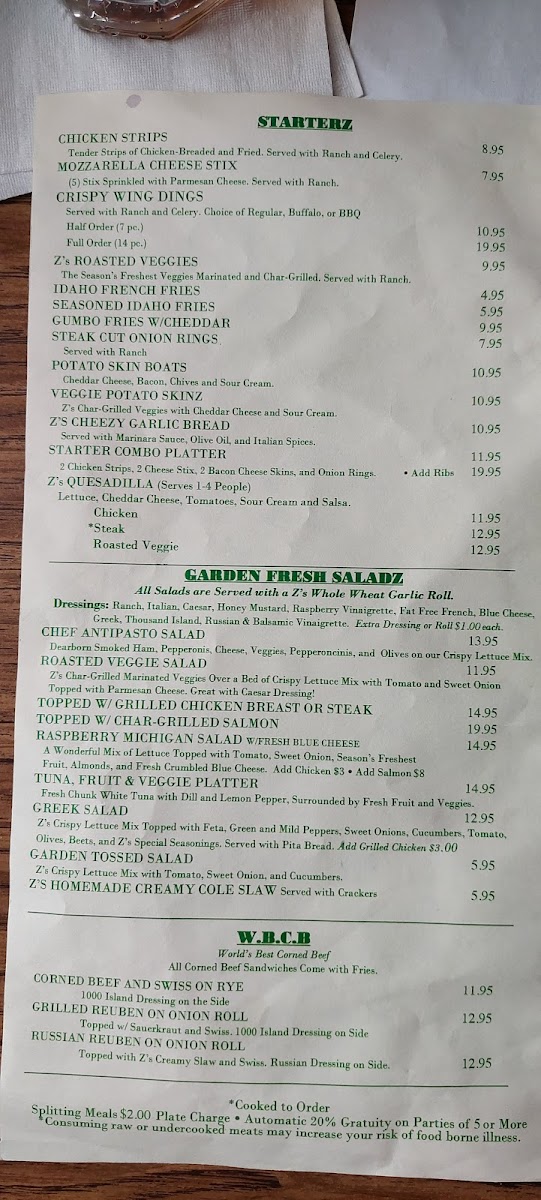 STARTERZ
CHICKEN STRIPS 8.95
Tender Strips of Chicken-Breaded and Fried. Served with Ranch and Celery.
MOZZARELLA CHEESE STIX 7.95
(5) Stix Sprinkled with Parmesan Cheese. Served with Ranch.
CRISPY WING DINGS
Served with Ranch and Celery. Choice of Regular, Buffalo, or BBQ
Half Order (7 pc.) 10.95
Full Order (14 pc.) 19.95
Z's ROASTED VEGGIES 9.95
The Season's Freshest Veggies Marinated and Char-Grilled. Served with Ranch.
IDAHO FRENCH FRIES 4.95
SEASONED IDAHO FRIES 5.95
GUMBO FRIES W/CHEDDAR 9.95
STEAK CUT ONION RINGS 7.95
Served with Ranch
POTATO SKIN BOATS 10.95
Cheddar Cheese, Bacon, Chives and Sour Cream.
VEGGIE POTATO SKINZ 10.95
Z's Char-Grilled Veggies with Cheddar Cheese and Sour Cream.
Z'S CHEEZY GARLIC BREAD 10.95
Served with Marinara Sauce, Olive Oil, and Italian Spices.
STARTER COMBO PLATTER 11.95
2 Chicken Strips, 2 Cheese Stix, 2 Bacon Cheese Skins, and Onion Rings. • Add Ribs 19.95
Z's QUESADILLA (Serves 1-4 People)
Lettuce, Cheddar Cheese, Tomatoes, Sour Cream and Salsa.
Chicken 11.95
*Steak 12.95
Roasted Veggie 12.95
GARDEN FRESH SALADZ
All Salads are Served with a Z's Whole Wheat Garlic Roll.
Dressings: Ranch, Italian, Caesar, Honey Mustard, Raspberry Vinaigrette, Fat Free French, Blue Cheese,
Greek, Thousand Island, Russian & Balsamic Vinaigrette. Extra Dressing or Roll $1.00 each.
CHEF ANTIPASTO SALAD 13.95
Dearborn Smoked Ham, Pepperonis, Cheese, Veggies, Pepperoncinis, and Olives on our Crispy Lettuce Mix.
ROASTED VEGGIE SALAD 11.95
Z's Char-Grilled Marinated Veggies Over a Bed of Crispy Lettuce Mix with Tomato and Sweet Onion
Topped with Parmesan Cheese. Great with Caesar Dressing!
TOPPED W/ GRILLED CHICKEN BREAST OR STEAK 14.95
TOPPED W/ CHAR-GRILLED SALMON 19.95
RASPBERRY MICHIGAN SALAD W/FRESH BLUE CHEESE 14.95
A Wonderful Mix of Lettuce Topped with Tomato, Sweet Onion, Season's Freshest
Fruit, Almonds, and Fresh Crumbled Blue Cheese. Add Chicken $3 • Add Salmon $8
TUNA, FRUIT & VEGGIE PLATTER 14.95
Fresh Chunk White Tuna with Dill and Lemon Pepper, Surrounded by Fresh Fruit and Veggies.
GREEK SALAD 12.95
Z's Crispy Lettuce Mix Topped with Feta, Green and Mild Peppers, Sweet Onions, Cucumbers, Tomato,
Olives, Beets, and Z's Special Seasonings. Served with Pita Bread. Add Grilled Chicken $3.00
GARDEN TOSSED SALAD 5.95
Z's Crispy Lettuce Mix with Tomato, Sweet Onion, and Cucumbers.
Z'S HOMEMADE CREAMY COLE SLAW Served with Crackers 5.95
W.B.C.B
World's Best Corned Beef
All Corned Beef Sandwiches Come with Fries.
CORNED BEEF AND SWISS ON RYE 11.95
1000 Island Dressing on the Side
GRILLED REUBEN ON ONION ROLL 12.95
Topped w/ Sauerkraut and Swiss. 1000 Island Dressing on Side
RUSSIAN REUBEN ON ONION ROLL
Topped with Z's Creamy Slaw and Swiss. Russian Dressing on Side. 12.95
*Cooked to Order
Splitting Meals $2.00 Plate Charge • Automatic 20% Gratuity on Parties of 5 or More
*Consuming raw or undercooked meats may increase your risk of food borne illness.